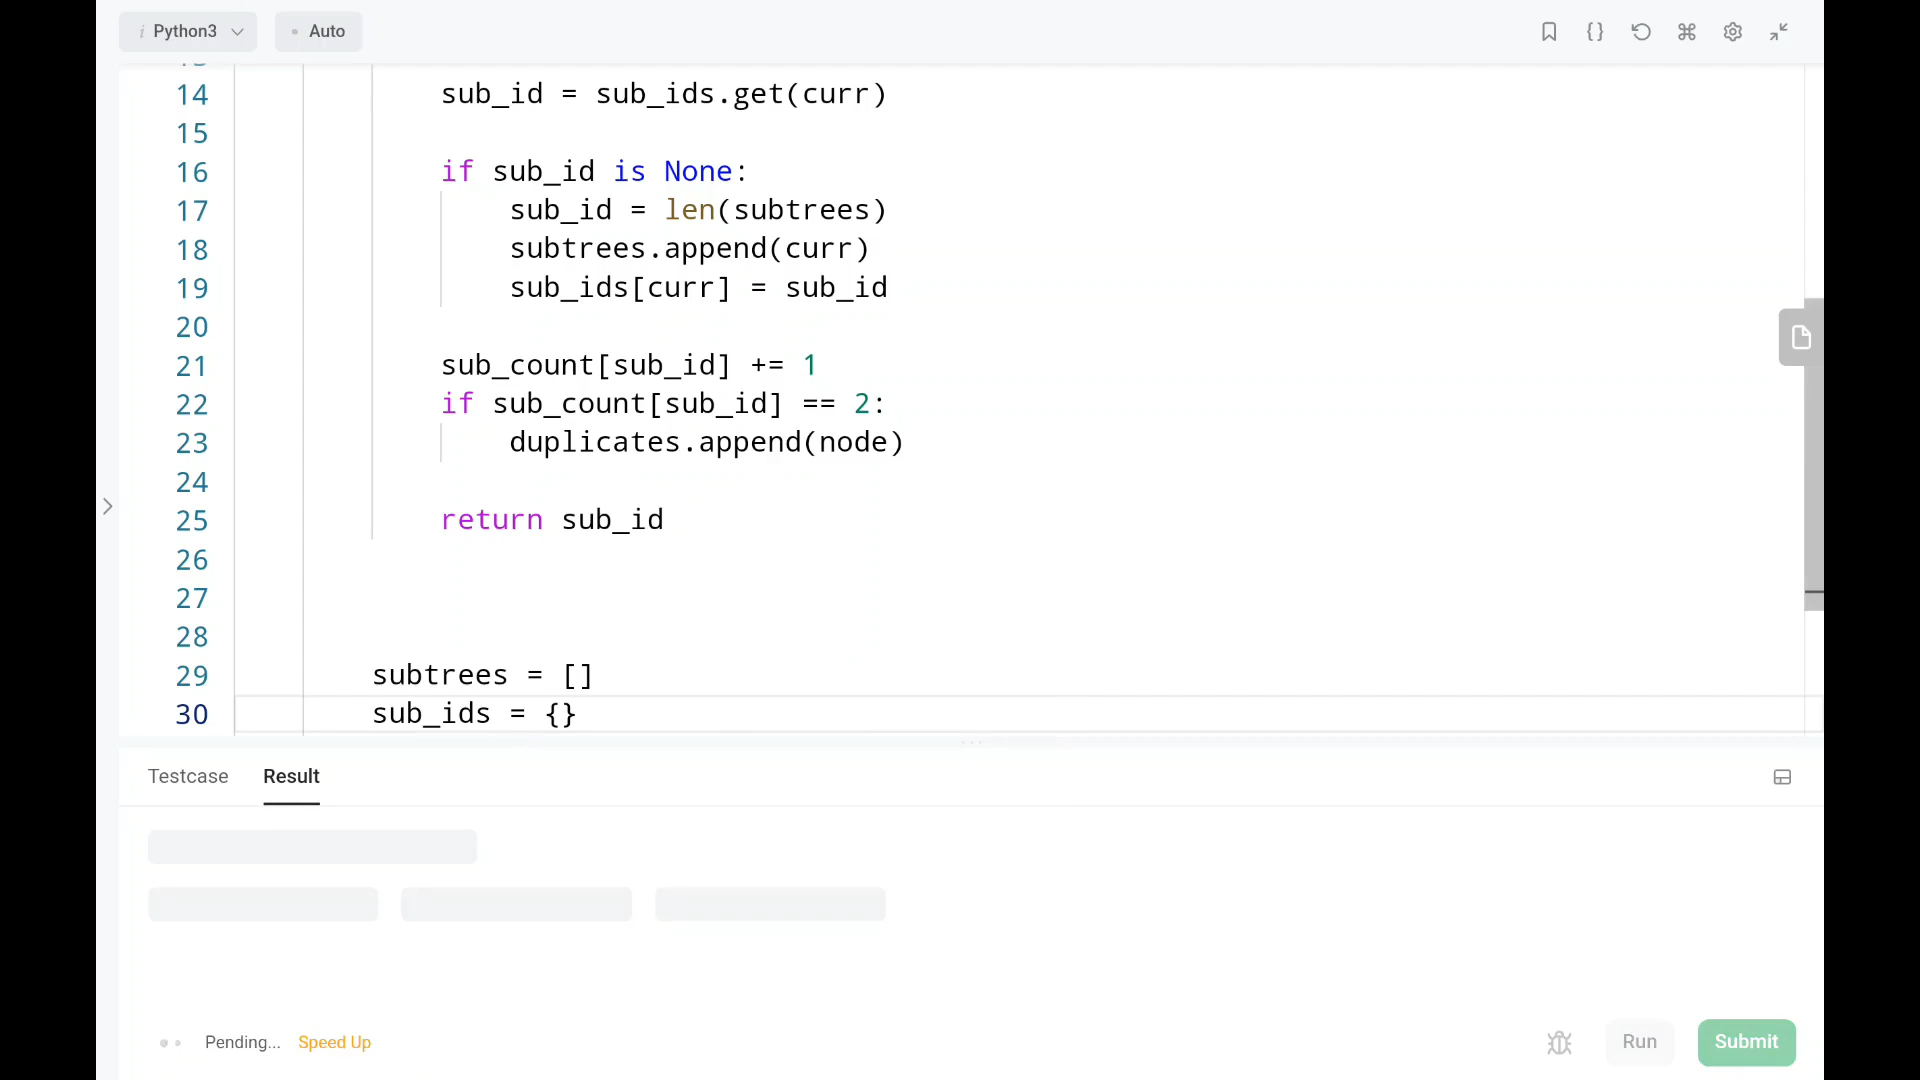 i Python3
Auto
14 sub_id = sub_ids.get(curr)
15
16 if sub_id is None:
17 sub_id = len(subtrees)
18 subtrees.append(curr)
19 sub_ids[curr] = sub_id
20
21 sub_count[sub_id] += 1
22 if sub_count[sub_id] == 2:
23 duplicates.append(node)
24
25 return sub_id
26
27
28
29 subtrees = []
30 sub_ids = {}
Testcase
Result
Pending...
Speed Up
Run
Submit